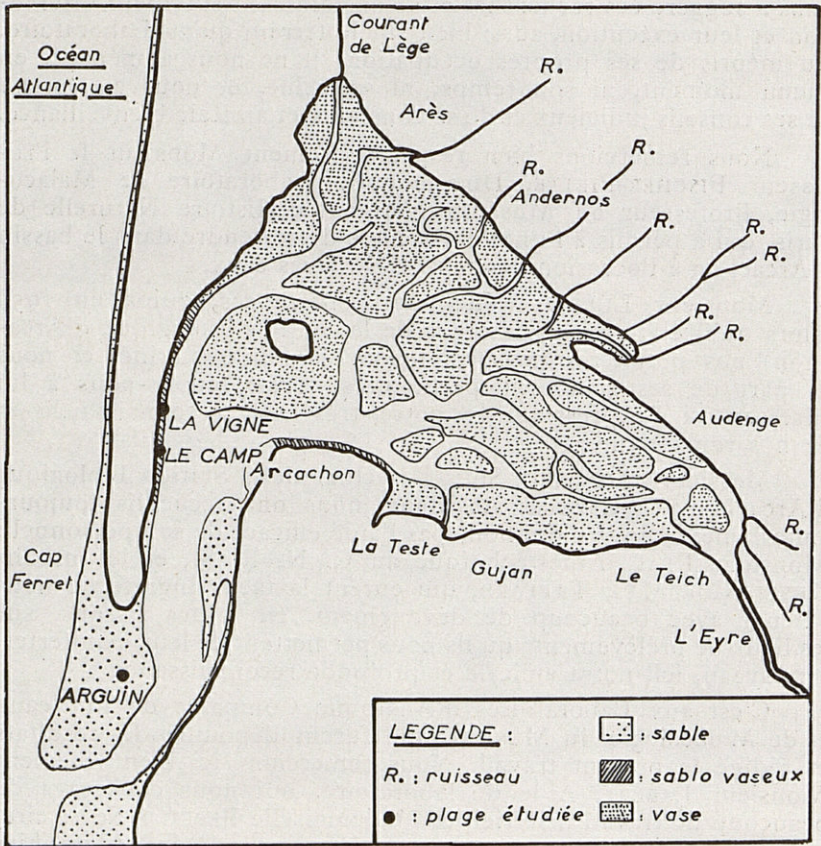 Océan
Atlantique
Courant
de Lège
R.
Arès
R.
R.
Andernos
R.
R.
R.
R.
R.
LA VIGNE
LE CAMP
Arcachon
Audenge
Cap
Ferret
La Teste
Gujan
Le Teich
R.
R.
L'Eyre
ARGUIN
LEGENDE :
R. : ruisseau
● : plage étudiée
: sable
: sablo vaseux
: vase